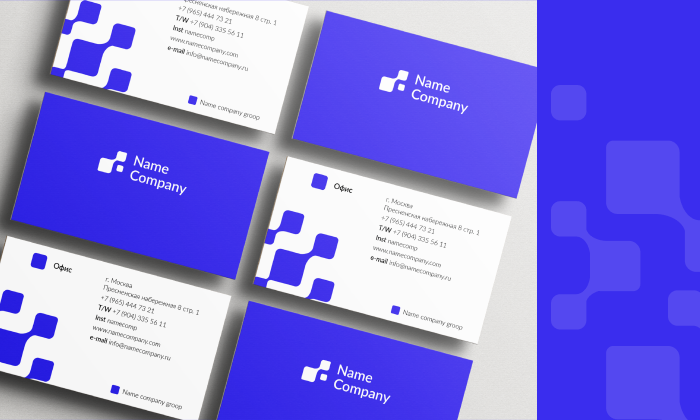 Пресненская набережная 8 стр. 1
+7 (965) 444 73 21
T/W +7 (904) 335 56 11
Inst namecomp
www.namecompany.com
e-mail info@namecompany.ru
Name company groop
Name
Company
Name
Company
Офис
г. Москва
Пресненская набережная 8 стр. 1
+7 (965) 444 73 21
T/W +7 (904) 335 56 11
Inst namecomp
www.namecompany.com
e-mail info@namecompany.ru
Name company groop
Офис
г. Москва
Пресненская набережная 8 стр. 1
+7 (965) 444 73 21
T/W +7 (904) 335 56 11
Inst namecomp
www.namecompany.com
e-mail info@namecompany.ru
Name company groop
Name
Company